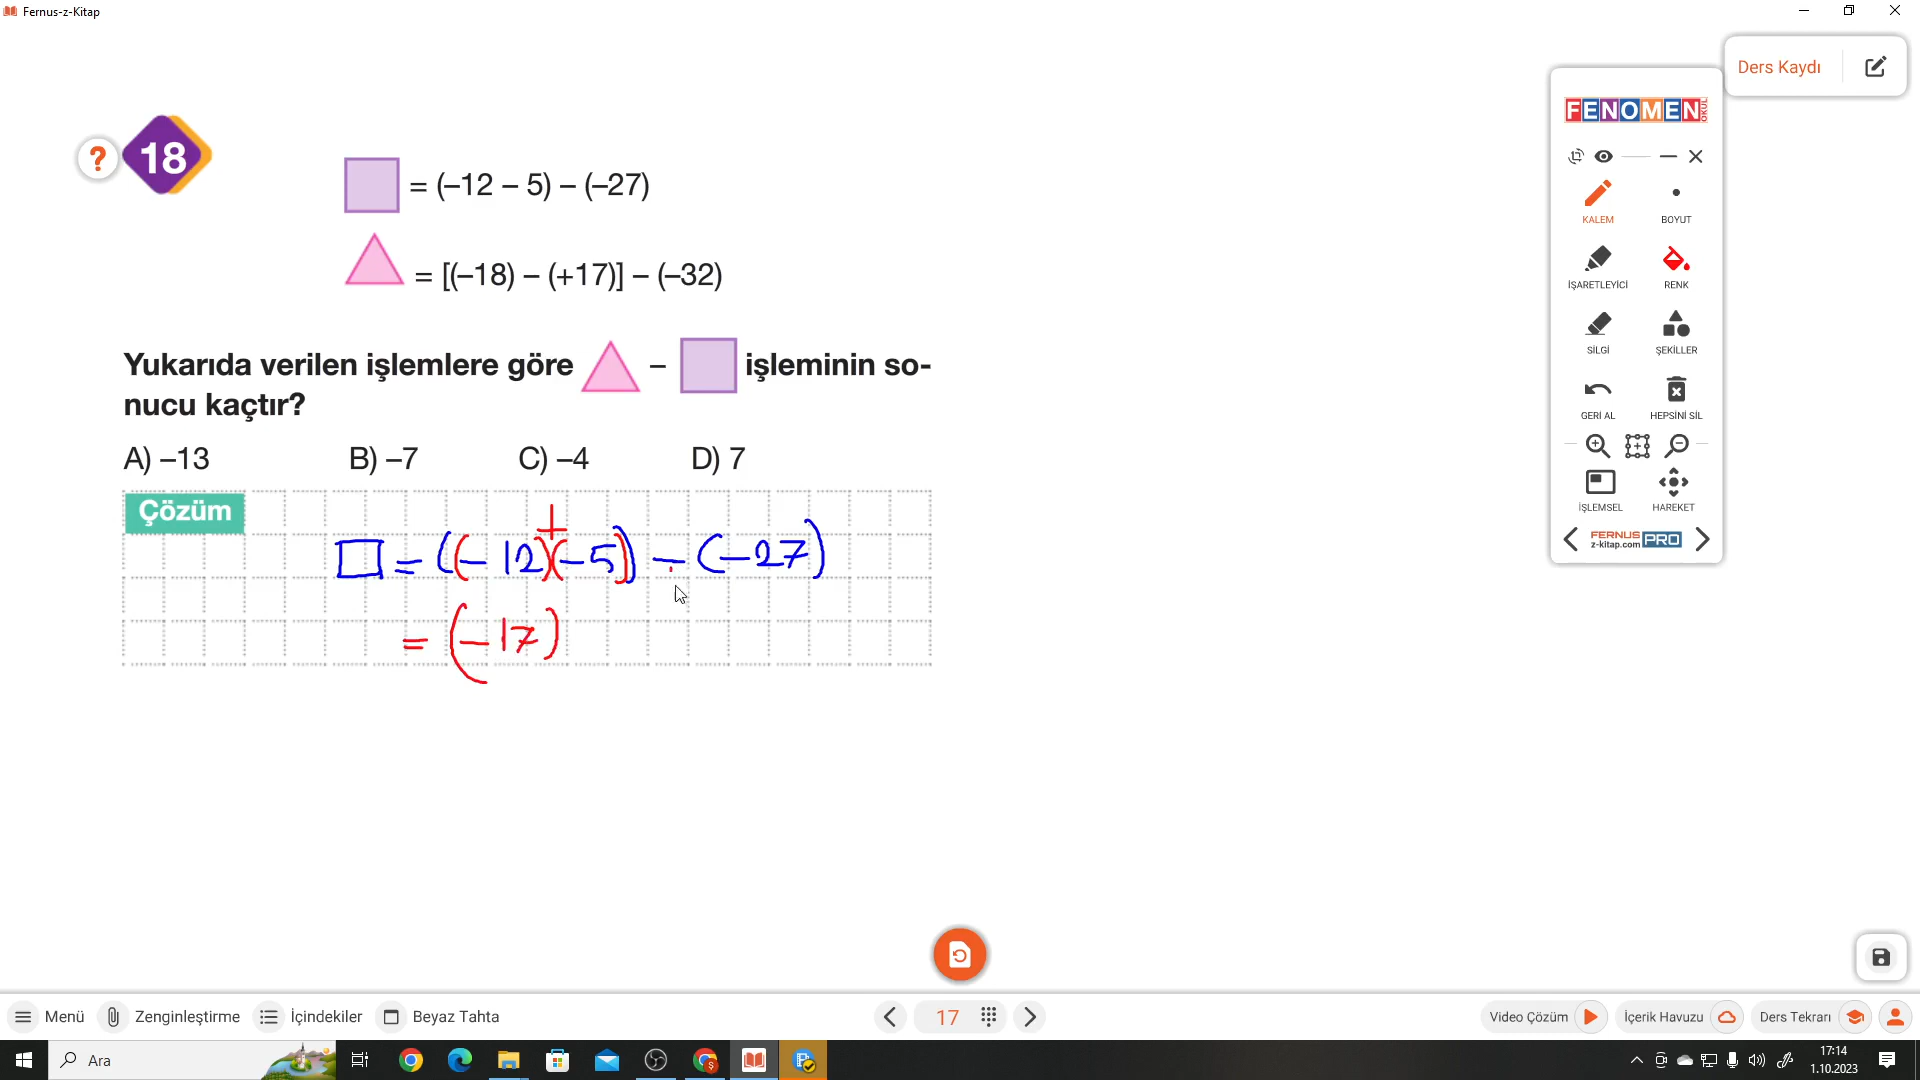 Fernus-z-Kitap
Ders Kaydı
FENOMEN OKUL
? 18
= (–12 – 5) – (–27)
= [(–18) – (+17)] – (–32)
Yukarıda verilen işlemlere göre – işleminin so-
nucu kaçtır?
A) –13 B) –7 C) –4 D) 7
Çözüm
□ = ((-12)+(-5)) - (-27)
= (-17)
KALEM BOYUT
İŞARETLEYİCİ RENK
SİLGİ ŞEKİLLER
GERİ AL HEPSİNİ SİL
İŞLEMSEL HAREKET
FERNUS z-kitap.com PRO
Menü Zenginleştirme İçindekiler Beyaz Tahta 17 Video Çözüm İçerik Havuzu Ders Tekrarı
Ara 17:14
1.10.2023